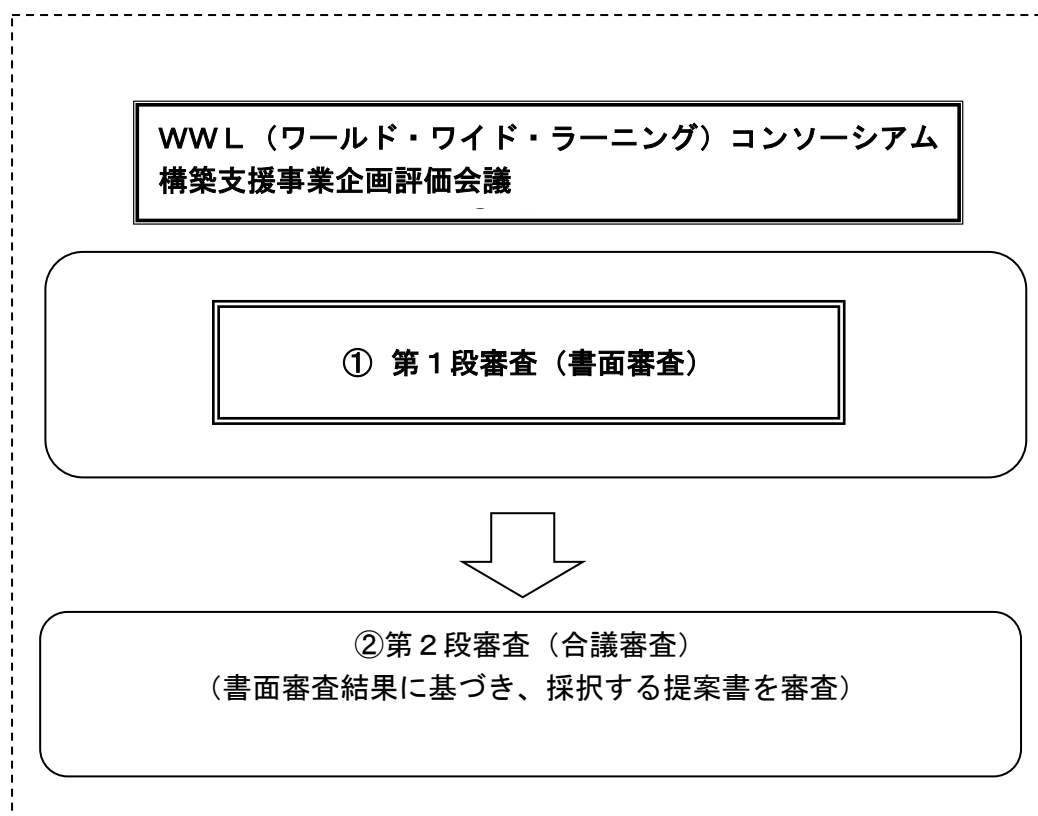 ＷＷＬ（ワールド・ワイド・ラーニング）コンソーシアム
構築支援事業企画評価会議
① 第１段審査（書面審査）
②第２段審査（合議審査）
（書面審査結果に基づき、採択する提案書を審査）